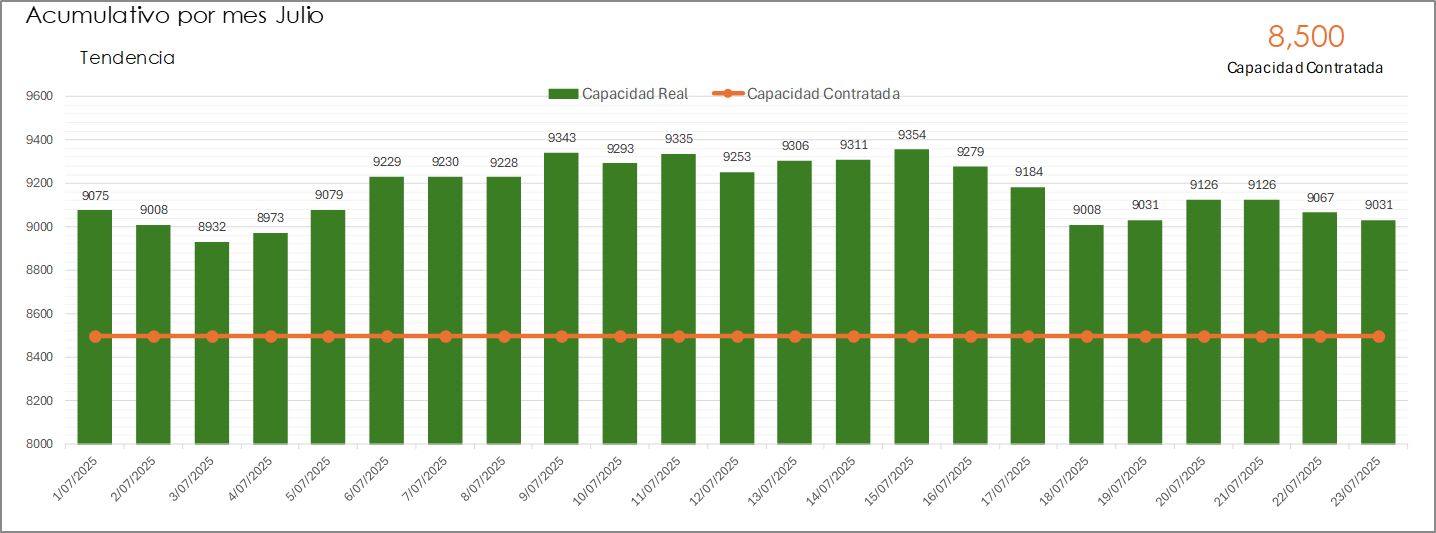 Acumulativo por mes Julio
8,500
Tendencia
Capacidad Contratada
9600
Capacidad Real Capacidad Contratada
9400
9200
9000
8800
8600
8400
8200
8000
9075 9008 8932 8973 9079 9229 9230 9228 9343 9293 9335 9253 9306 9311 9354 9279 9184 9008 9031 9126 9126 9067 9031
1/07/2025 2/07/2025 3/07/2025 4/07/2025 5/07/2025 6/07/2025 7/07/2025 8/07/2025 9/07/2025 10/07/2025 11/07/2025 12/07/2025 13/07/2025 14/07/2025 15/07/2025 16/07/2025 17/07/2025 18/07/2025 19/07/2025 20/07/2025 21/07/2025 22/07/2025 23/07/2025